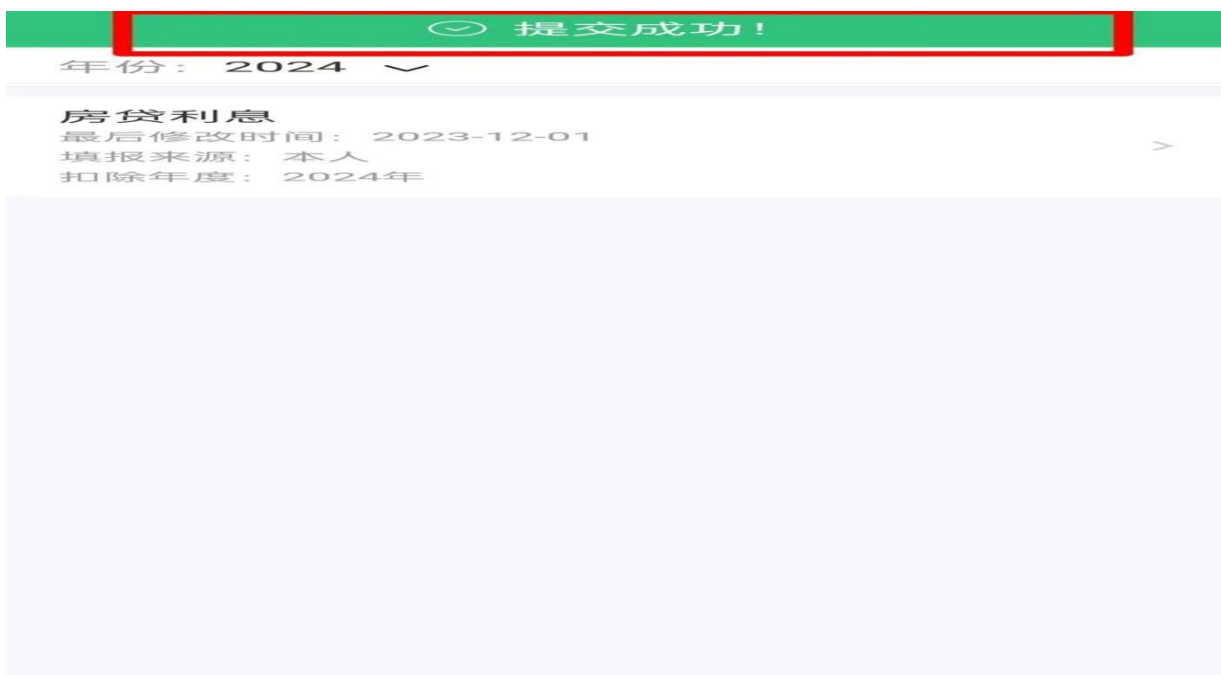 提交成功！
年份： 2024
房贷利息
最后修改时间： 2023-12-01
填报来源： 本人
扣除年度： 2024年